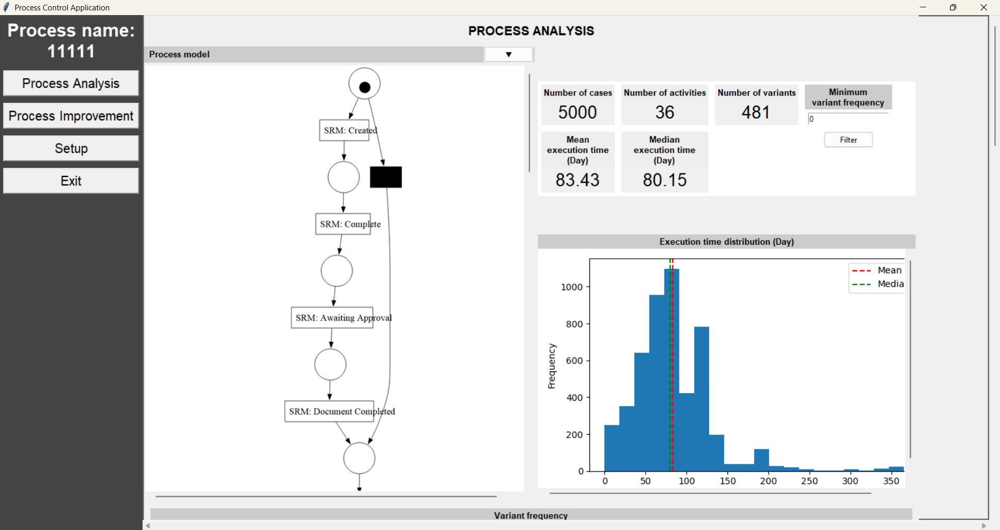 Process Control Application
Process name:
11111
Process Analysis
Process Improvement
Setup
Exit
PROCESS ANALYSIS
Process model
▼
SRM: Created
SRM: Complete
SRM: Awaiting Approval
SRM: Document Completed
Number of cases
5000
Number of activities
36
Number of variants
481
Minimum
variant frequency
0
Filter
Mean
execution time
(Day)
83.43
Median
execution time
(Day)
80.15
Execution time distribution (Day)
Mean
Media
Frequency
1000
800
600
400
200
0
0 50 100 150 200 250 300 350
Variant frequency